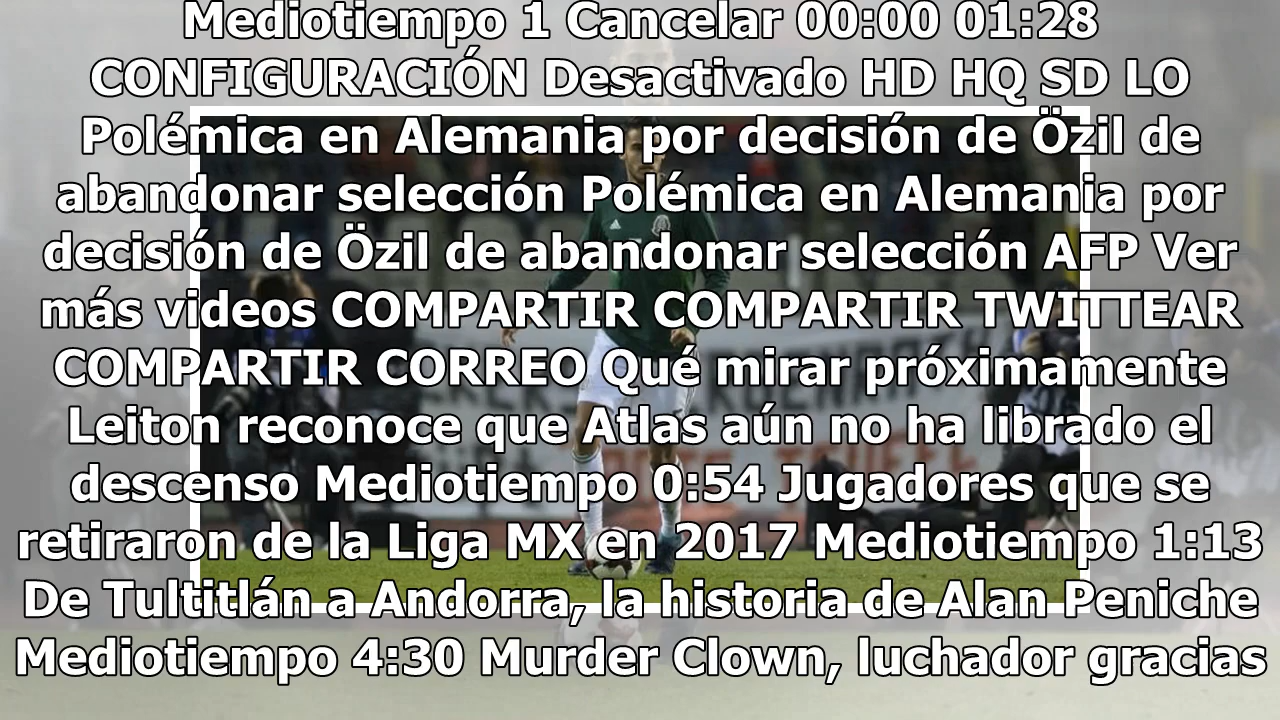 Mediotiempo 1 Cancelar 00:00 01:28
CONFIGURACIÓN Desactivado HD HQ SD LO
Polémica en Alemania por decisión de Özil de
abandonar selección Polémica en Alemania por
decisión de Özil de abandonar selección AFP Ver
más videos COMPARTIR COMPARTIR TWITTEAR
COMPARTIR CORREO Qué mirar próximamente
Leiton reconoce que Atlas aún no ha librado el
descenso Mediotiempo 0:54 Jugadores que se
retiraron de la Liga MX en 2017 Mediotiempo 1:13
De Tultitlán a Andorra, la historia de Alan Peniche
Mediotiempo 4:30 Murder Clown, luchador gracias